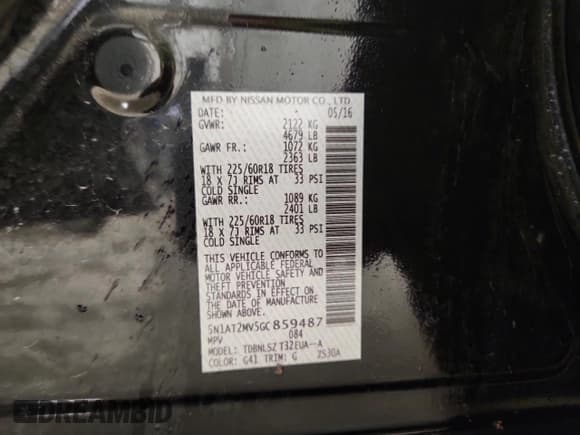 MFD BY NISSAN MOTOR CO., LTD.
DATE: 05/16
GVWR: 2122 KG
4679 LB
GAWR FR.: 1072 KG
2363 LB
WITH 225/60R18 TIRES
18 X 7J RIMS AT 33 PSI
COLD SINGLE
GAWR RR.: 1089 KG
2401 LB
WITH 225/60R18 TIRES
18 X 7J RIMS AT 33 PSI
COLD SINGLE
THIS VEHICLE CONFORMS TO
ALL APPLICABLE FEDERAL
MOTOR VEHICLE SAFETY AND
THEFT PREVENTION
STANDARDS IN EFFECT ON
THE DATE OF MANUFACTURE
SHOWN ABOVE.
5N1AT2MV5GC859487
MPV 084
MODEL: TDBNLSZ T32EUA--A
COLOR: G41 TRIM: G ZS30A
DREAMBID